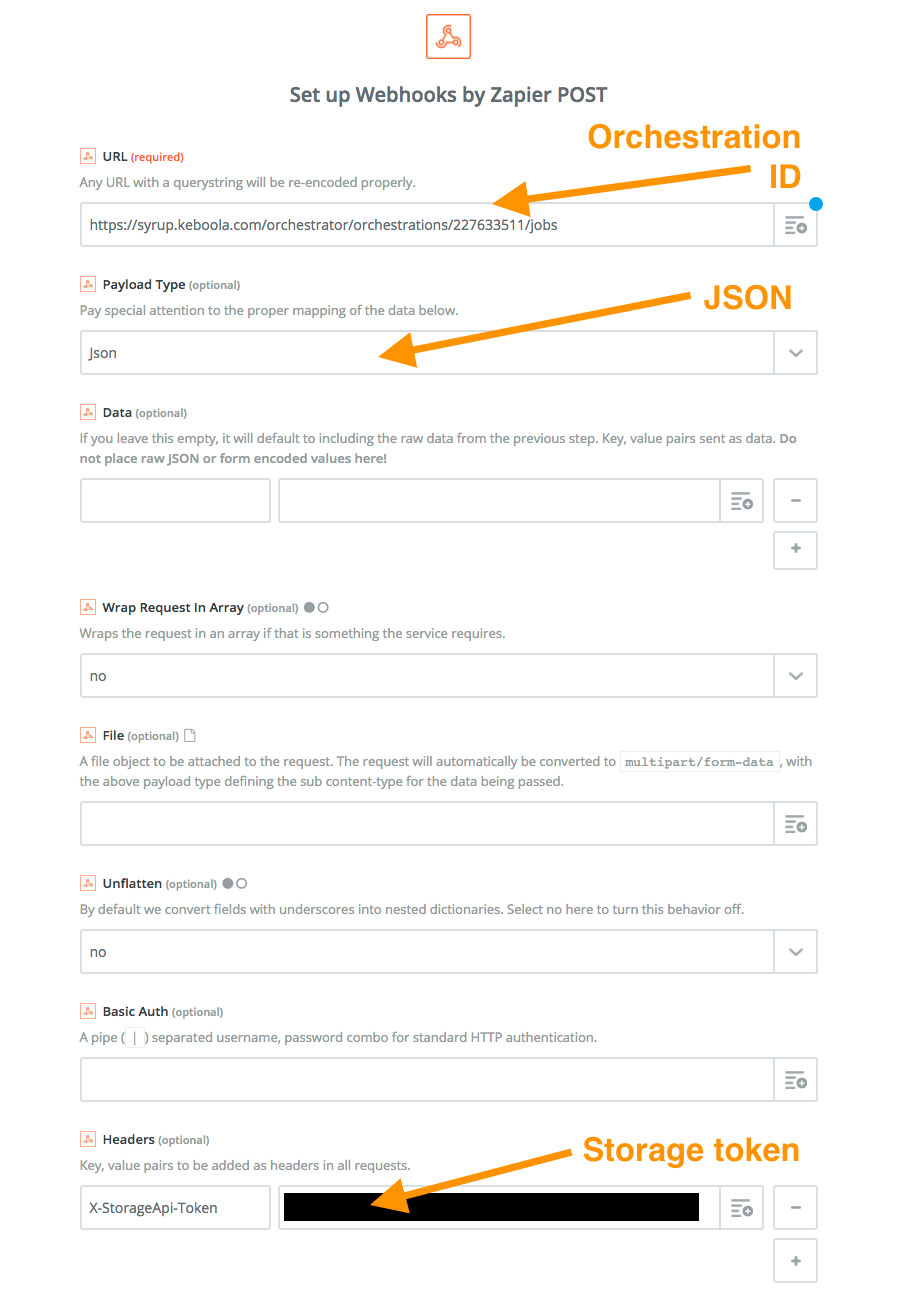 Set up Webhooks by Zapier POST
Orchestration
ID
URL (required)
Any URL with a querystring will be re-encoded properly.
https://syrup.keboola.com/orchestrator/orchestrations/227633511/jobs
Payload Type (optional)
JSON
Pay special attention to the proper mapping of the data below.
Json
Data (optional)
If you leave this empty, it will default to including the raw data from the previous step. Key, value pairs sent as data. Do
not place raw JSON or form encoded values here!
Wrap Request In Array (optional)
Wraps the request in an array if that is something the service requires.
no
File (optional)
A file object to be attached to the request. The request will automatically be converted to multipart/form-data , with
the above payload type defining the sub content-type for the data being passed.
Unflatten (optional)
By default we convert fields with underscores into nested dictionaries. Select no here to turn this behavior off.
no
Basic Auth (optional)
A pipe ( | ) separated username, password combo for standard HTTP authentication.
Headers (optional)
Storage token
Key, value pairs to be added as headers in all requests.
X-StorageApi-Token